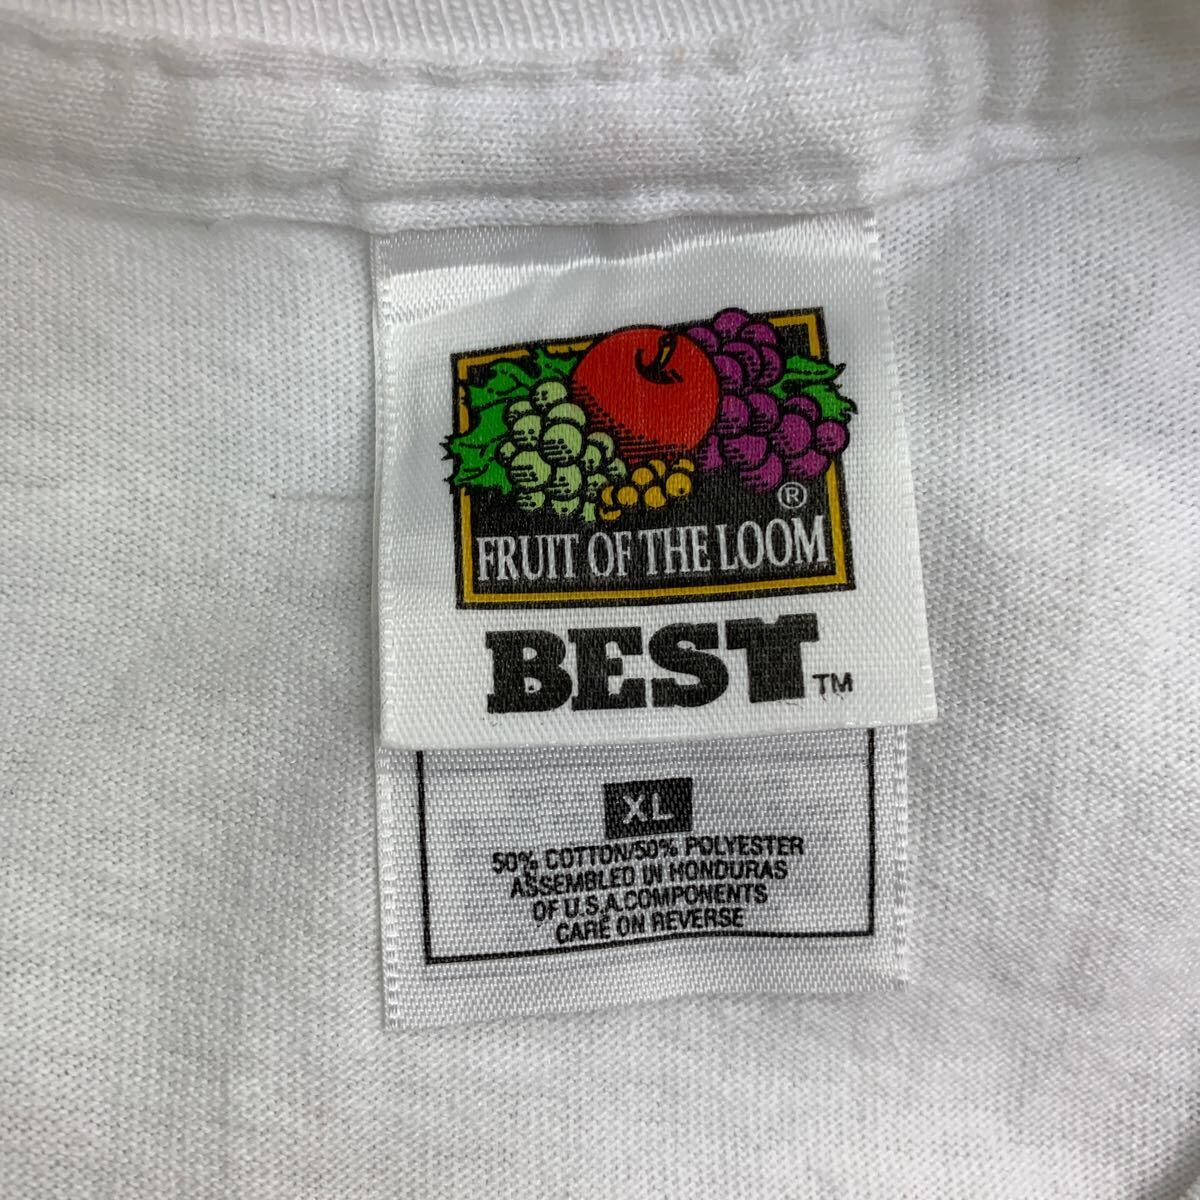 ®
FRUIT OF THE LOOM
BEST™
XL
50% COTTON/50% POLYESTER
ASSEMBLED IN HONDURAS
OF U.S.A.COMPONENTS
CARE ON REVERSE